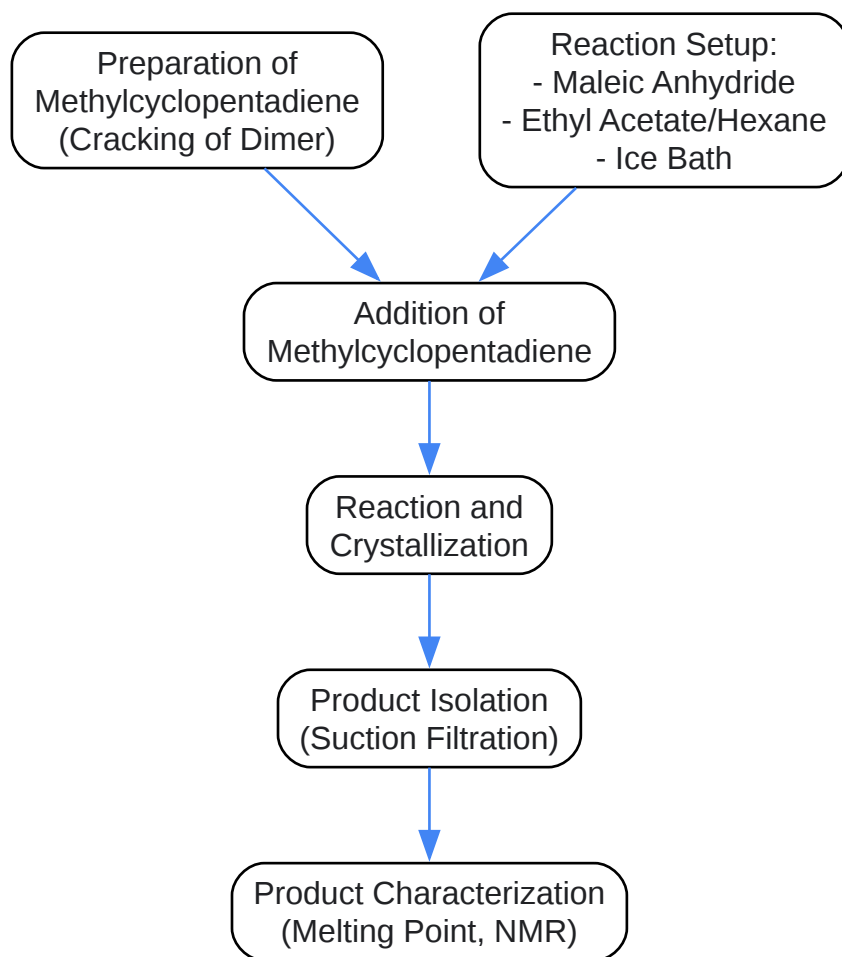 Preparation of
Methylcyclopentadiene
(Cracking of Dimer)
Reaction Setup:
- Maleic Anhydride
- Ethyl Acetate/Hexane
- Ice Bath
Addition of
Methylcyclopentadiene
Reaction and
Crystallization
Product Isolation
(Suction Filtration)
Product Characterization
(Melting Point, NMR)